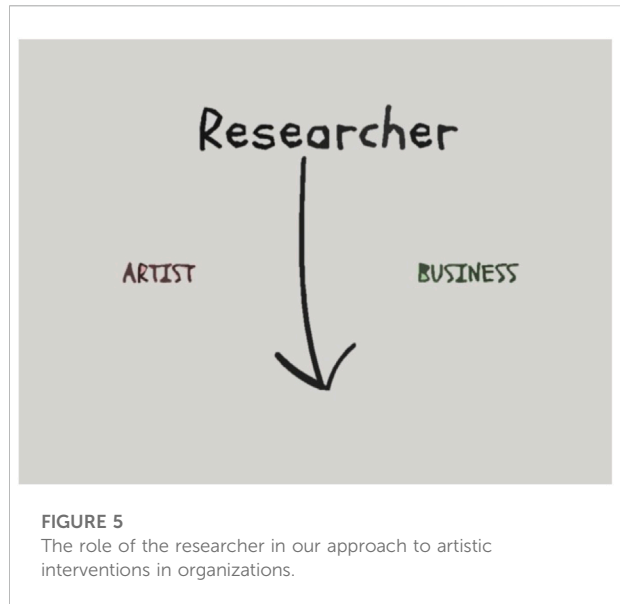 Researcher
ARTIST
BUSINESS
FIGURE 5
The role of the researcher in our approach to artistic
interventions in organizations.